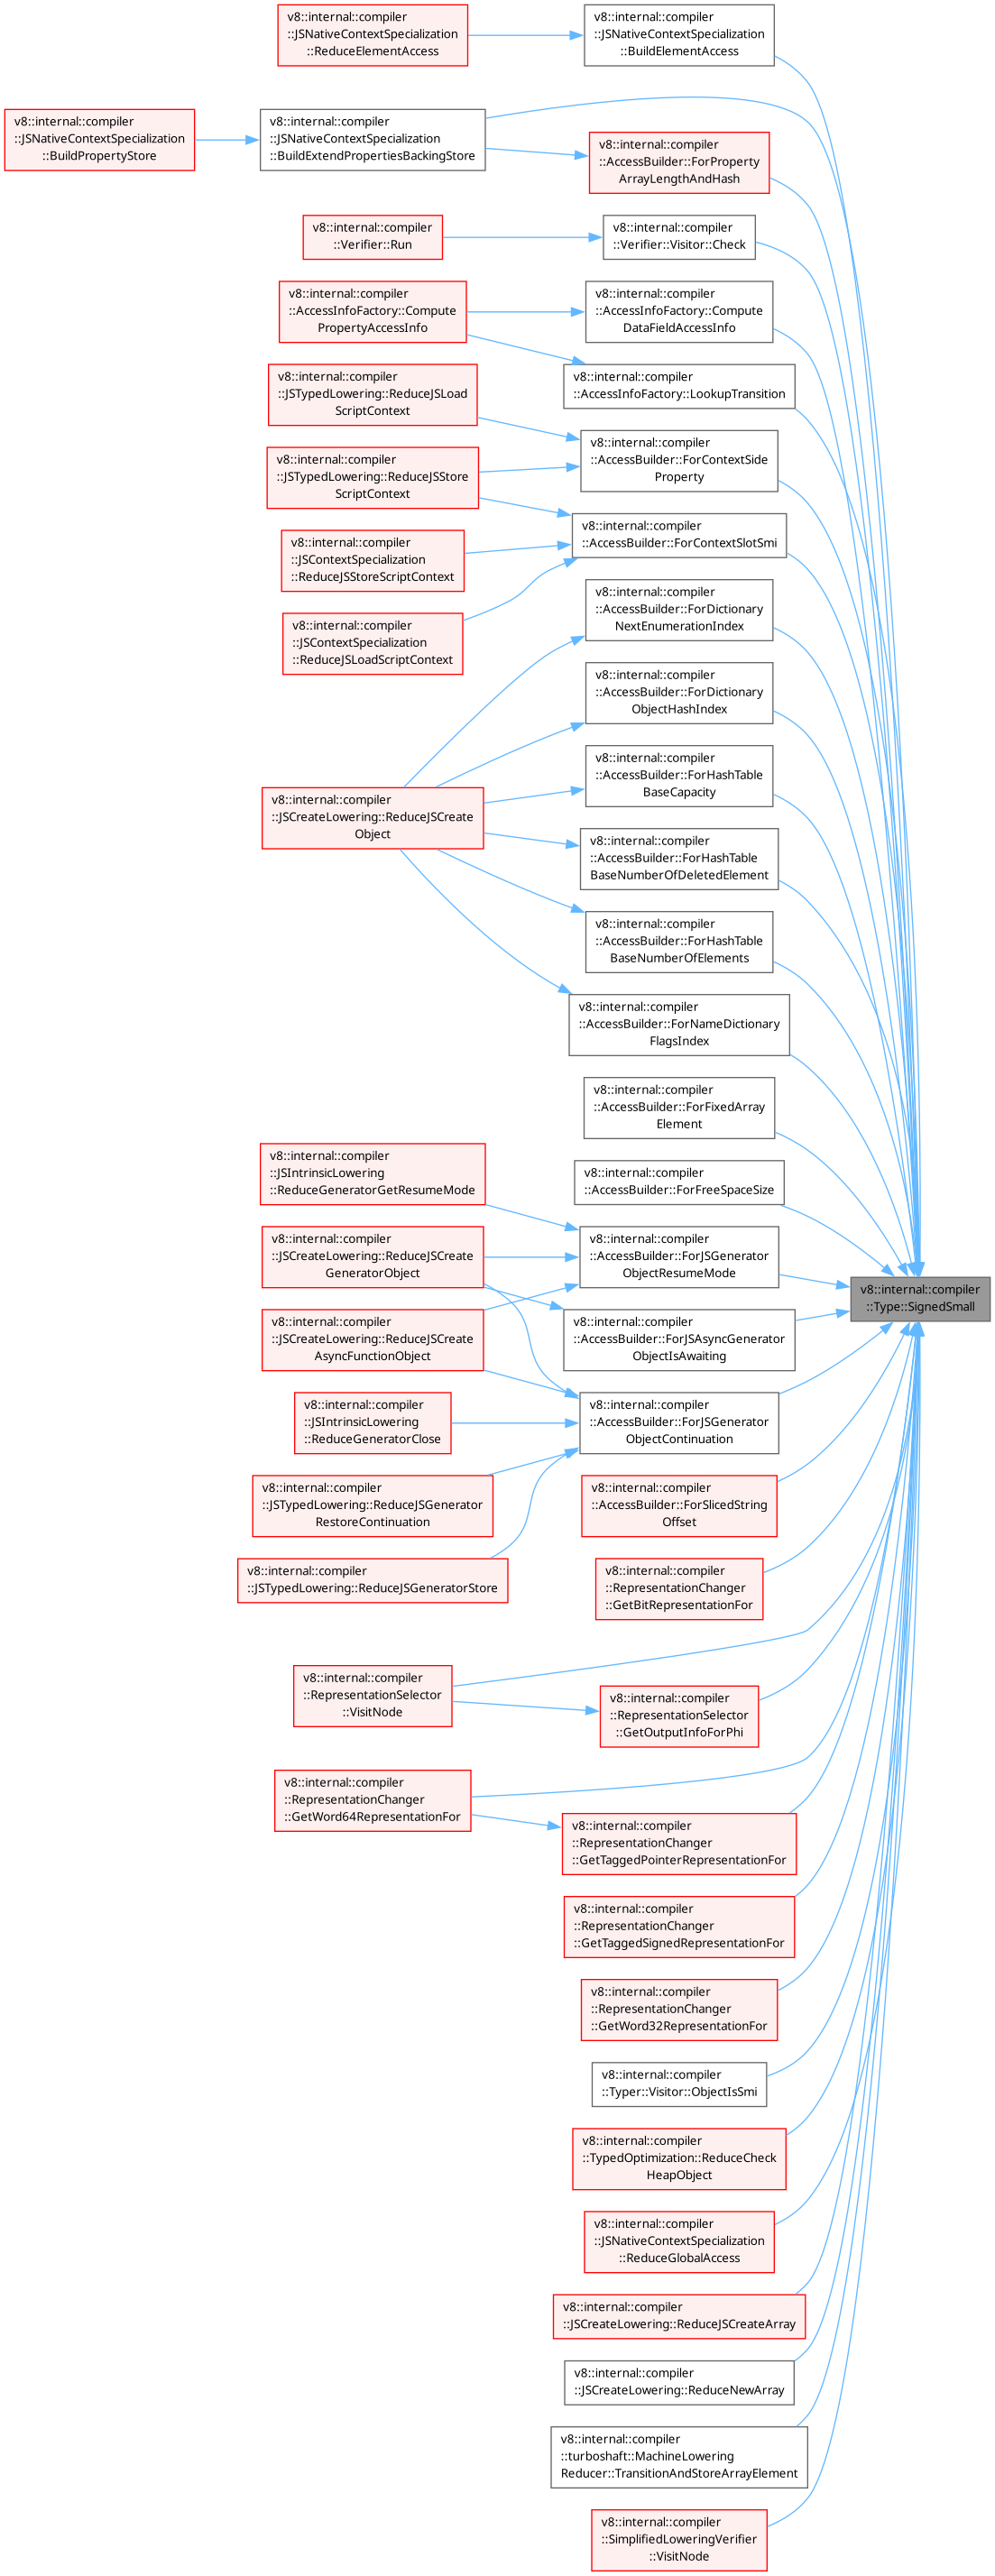 v8::internal::compiler
::JSNativeContextSpecialization
::ReduceElementAccess
v8::internal::compiler
::JSNativeContextSpecialization
::BuildElementAccess
v8::internal::compiler
::JSNativeContextSpecialization
::BuildPropertyStore
v8::internal::compiler
::JSNativeContextSpecialization
::BuildExtendPropertiesBackingStore
v8::internal::compiler
::AccessBuilder::ForProperty
ArrayLengthAndHash
v8::internal::compiler
::Verifier::Run
v8::internal::compiler
::Verifier::Visitor::Check
v8::internal::compiler
::AccessInfoFactory::Compute
PropertyAccessInfo
v8::internal::compiler
::AccessInfoFactory::Compute
DataFieldAccessInfo
v8::internal::compiler
::AccessInfoFactory::LookupTransition
v8::internal::compiler
::JSTypedLowering::ReduceJSLoad
ScriptContext
v8::internal::compiler
::AccessBuilder::ForContextSide
Property
v8::internal::compiler
::JSTypedLowering::ReduceJSStore
ScriptContext
v8::internal::compiler
::AccessBuilder::ForContextSlotSmi
v8::internal::compiler
::JSContextSpecialization
::ReduceJSStoreScriptContext
v8::internal::compiler
::JSContextSpecialization
::ReduceJSLoadScriptContext
v8::internal::compiler
::AccessBuilder::ForDictionary
NextEnumerationIndex
v8::internal::compiler
::AccessBuilder::ForDictionary
ObjectHashIndex
v8::internal::compiler
::AccessBuilder::ForHashTable
BaseCapacity
v8::internal::compiler
::JSCreateLowering::ReduceJSCreate
Object
v8::internal::compiler
::AccessBuilder::ForHashTable
BaseNumberOfDeletedElement
v8::internal::compiler
::AccessBuilder::ForHashTable
BaseNumberOfElements
v8::internal::compiler
::AccessBuilder::ForNameDictionary
FlagsIndex
v8::internal::compiler
::AccessBuilder::ForFixedArray
Element
v8::internal::compiler
::JSIntrinsicLowering
::ReduceGeneratorGetResumeMode
v8::internal::compiler
::AccessBuilder::ForFreeSpaceSize
v8::internal::compiler
::JSCreateLowering::ReduceJSCreate
GeneratorObject
v8::internal::compiler
::AccessBuilder::ForJSGenerator
ObjectResumeMode
v8::internal::compiler
::Type::SignedSmall
v8::internal::compiler
::JSCreateLowering::ReduceJSCreate
AsyncFunctionObject
v8::internal::compiler
::AccessBuilder::ForJSAsyncGenerator
ObjectIsAwaiting
v8::internal::compiler
::JSIntrinsicLowering
::ReduceGeneratorClose
v8::internal::compiler
::AccessBuilder::ForJSGenerator
ObjectContinuation
v8::internal::compiler
::JSTypedLowering::ReduceJSGenerator
RestoreContinuation
v8::internal::compiler
::AccessBuilder::ForSlicedString
Offset
v8::internal::compiler
::JSTypedLowering::ReduceJSGeneratorStore
v8::internal::compiler
::RepresentationChanger
::GetBitRepresentationFor
v8::internal::compiler
::RepresentationSelector
::VisitNode
v8::internal::compiler
::RepresentationSelector
::GetOutputInfoForPhi
v8::internal::compiler
::RepresentationChanger
::GetWord64RepresentationFor
v8::internal::compiler
::RepresentationChanger
::GetTaggedPointerRepresentationFor
v8::internal::compiler
::RepresentationChanger
::GetTaggedSignedRepresentationFor
v8::internal::compiler
::RepresentationChanger
::GetWord32RepresentationFor
v8::internal::compiler
::Typer::Visitor::ObjectIsSmi
v8::internal::compiler
::TypedOptimization::ReduceCheck
HeapObject
v8::internal::compiler
::JSNativeContextSpecialization
::ReduceGlobalAccess
v8::internal::compiler
::JSCreateLowering::ReduceJSCreateArray
v8::internal::compiler
::JSCreateLowering::ReduceNewArray
v8::internal::compiler
::turboshaft::MachineLowering
Reducer::TransitionAndStoreArrayElement
v8::internal::compiler
::SimplifiedLoweringVerifier
::VisitNode